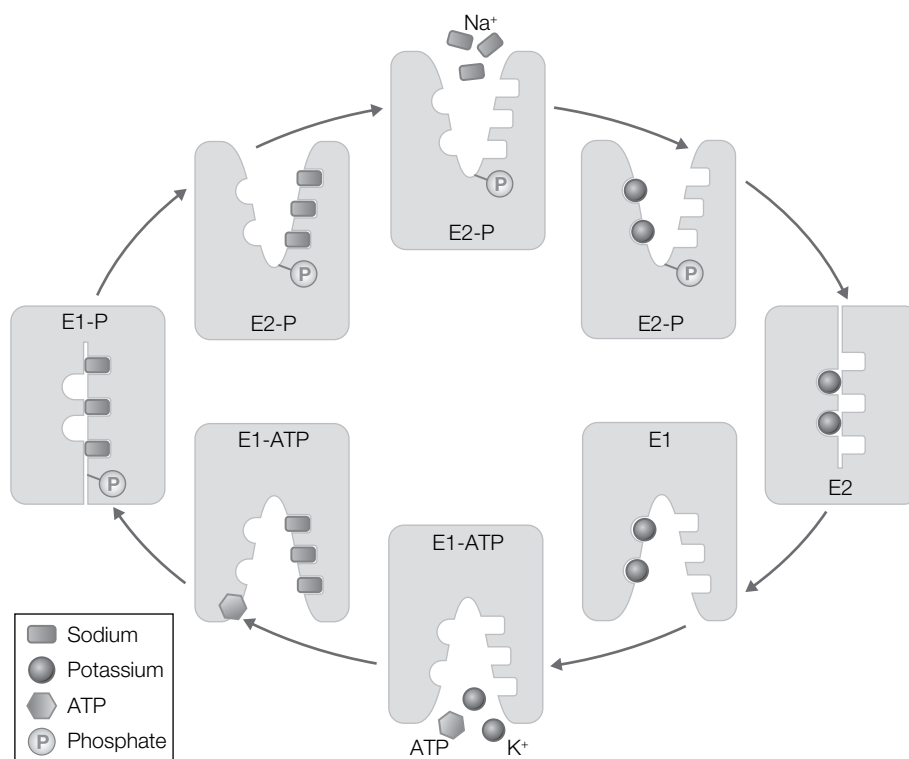 Na⁺
P
E2-P
P
E2-P
P
E2-P
E1-P
P
E2
E1-ATP
E1
E1-ATP
ATP
K⁺
Sodium
Potassium
ATP
P Phosphate